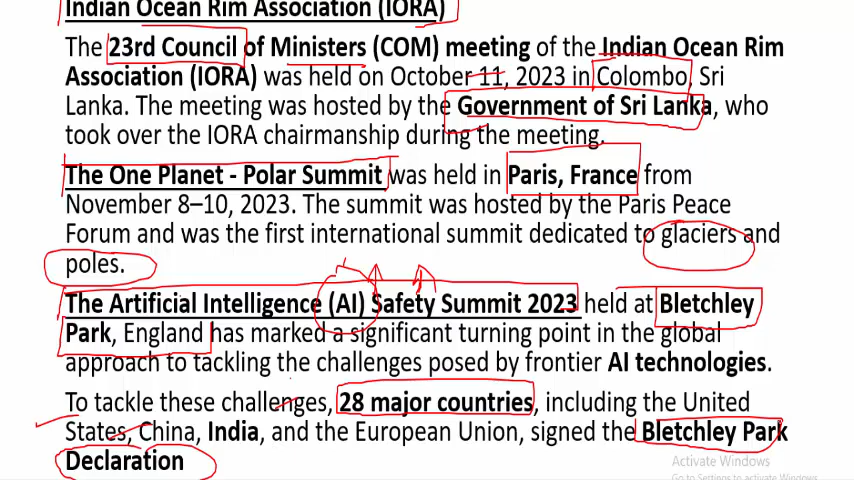 Indian Ocean Rim Association (IORA)
The 23rd Council of Ministers (COM) meeting of the Indian Ocean Rim
Association (IORA) was held on October 11, 2023 in Colombo, Sri
Lanka. The meeting was hosted by the Government of Sri Lanka, who
took over the IORA chairmanship during the meeting.
The One Planet - Polar Summit was held in Paris, France from
November 8–10, 2023. The summit was hosted by the Paris Peace
Forum and was the first international summit dedicated to glaciers and
poles.
The Artificial Intelligence (AI) Safety Summit 2023 held at Bletchley
Park, England has marked a significant turning point in the global
approach to tackling the challenges posed by frontier AI technologies.
To tackle these challenges, 28 major countries, including the United
States, China, India, and the European Union, signed the Bletchley Park
Declaration
Activate Windows
Go to Settings to activate Windows